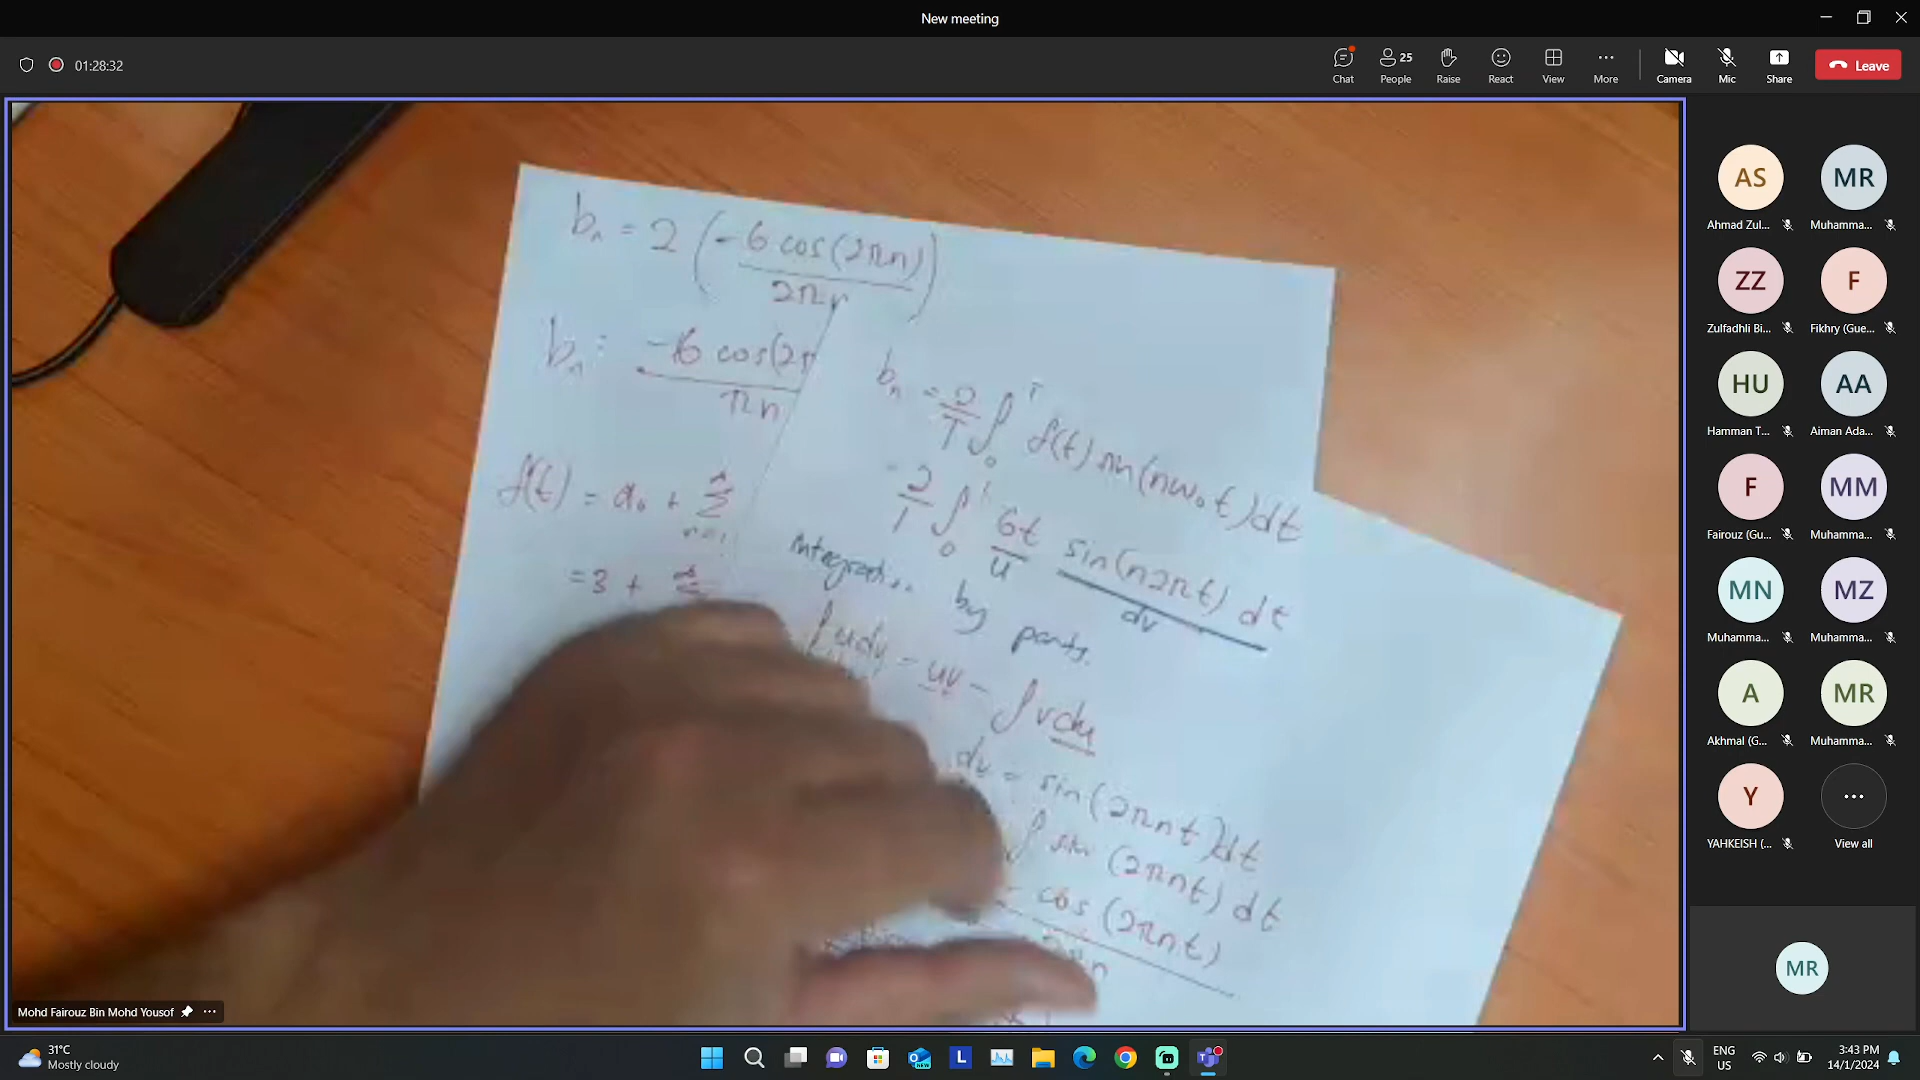 New meeting
01:28:32
Chat
25
People
Raise
React
View
More
Camera
Mic
Share
Leave
bn = 2 (-6 cos(2πn)
2πn
bn = -6 cos(2π
πn
f(t) = a₀ + Σ
n=1
= 3 + Σ
bn = 2/T ∫₀ᵀ f(t) sin(nω₀t)dt
2/1 ∫₀¹ 6t sin(n2πt) dt
u dv
by parts.
∫udv = uv - ∫vdu
dv = sin(2πnt)dt
∫ sin (2πnt) dt
- cos (2πnt)
2πn
AS
Ahmad Zul...
MR
Muhamma...
ZZ
Zulfadhli Bi...
F
Fikhry (Gue...
HU
Hamman T...
AA
Aiman Ada...
F
Fairouz (Gu...
MM
Muhamma...
MN
Muhamma...
MZ
Muhamma...
A
Akhmal (G...
MR
Muhamma...
Y
YAHKEISH (...
View all
MR
Mohd Fairouz Bin Mohd Yousof
31°C
Mostly cloudy
NEW
L
ENG
US
3:43 PM
14/1/2024